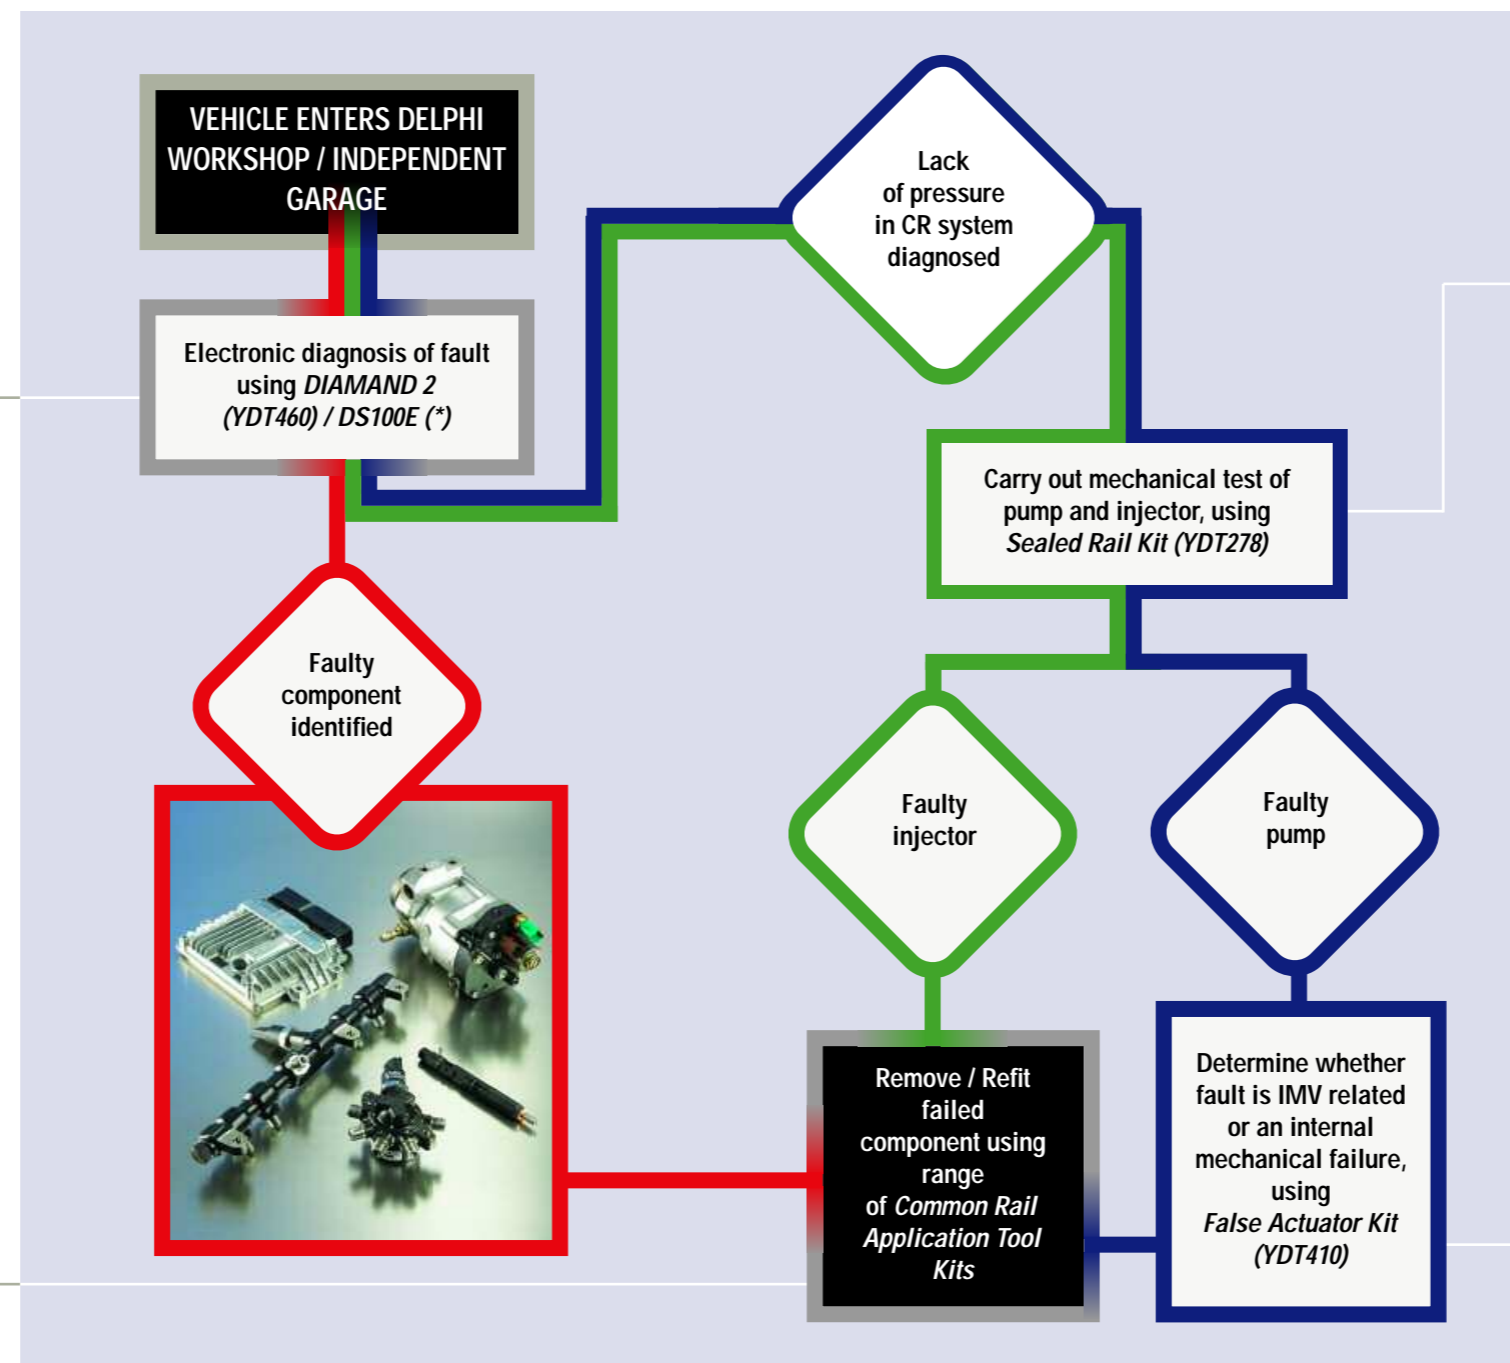 VEHICLE ENTERS DELPHI
WORKSHOP / INDEPENDENT
GARAGE
Electronic diagnosis of fault
using DIAMAND 2
(YDT460) / DS100E (*)
Lack
of pressure
in CR system
diagnosed
Carry out mechanical test of
pump and injector, using
Sealed Rail Kit (YDT278)
Faulty
component
identified
Faulty
injector
Faulty
pump
Remove / Refit
failed
component using
range
of Common Rail
Application Tool
Kits
Determine whether
fault is IMV related
or an internal
mechanical failure,
using
False Actuator Kit
(YDT410)